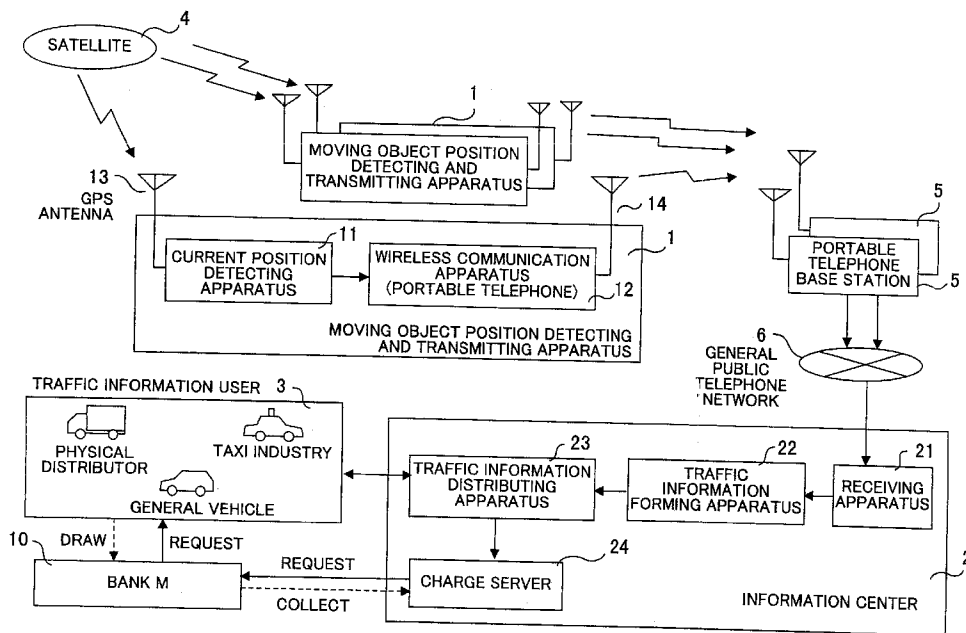 SATELLITE
4
1
MOVING OBJECT POSITION
DETECTING AND
TRANSMITTING APPARATUS
13
GPS
ANTENNA
14
11
CURRENT POSITION
DETECTING
APPARATUS
WIRELESS COMMUNICATION
APPARATUS
(PORTABLE TELEPHONE)
12
1
MOVING OBJECT POSITION DETECTING
AND TRANSMITTING APPARATUS
5
PORTABLE
TELEPHONE
BASE STATION
5
6
GENERAL
PUBLIC
TELEPHONE
NETWORK
TRAFFIC INFORMATION USER
3
PHYSICAL
DISTRIBUTOR
TAXI INDUSTRY
GENERAL VEHICLE
23
TRAFFIC INFORMATION
DISTRIBUTING
APPARATUS
22
TRAFFIC
INFORMATION
FORMING APPARATUS
21
RECEIVING
APPARATUS
DRAW
REQUEST
10
BANK M
REQUEST
COLLECT
24
CHARGE SERVER
INFORMATION CENTER
2